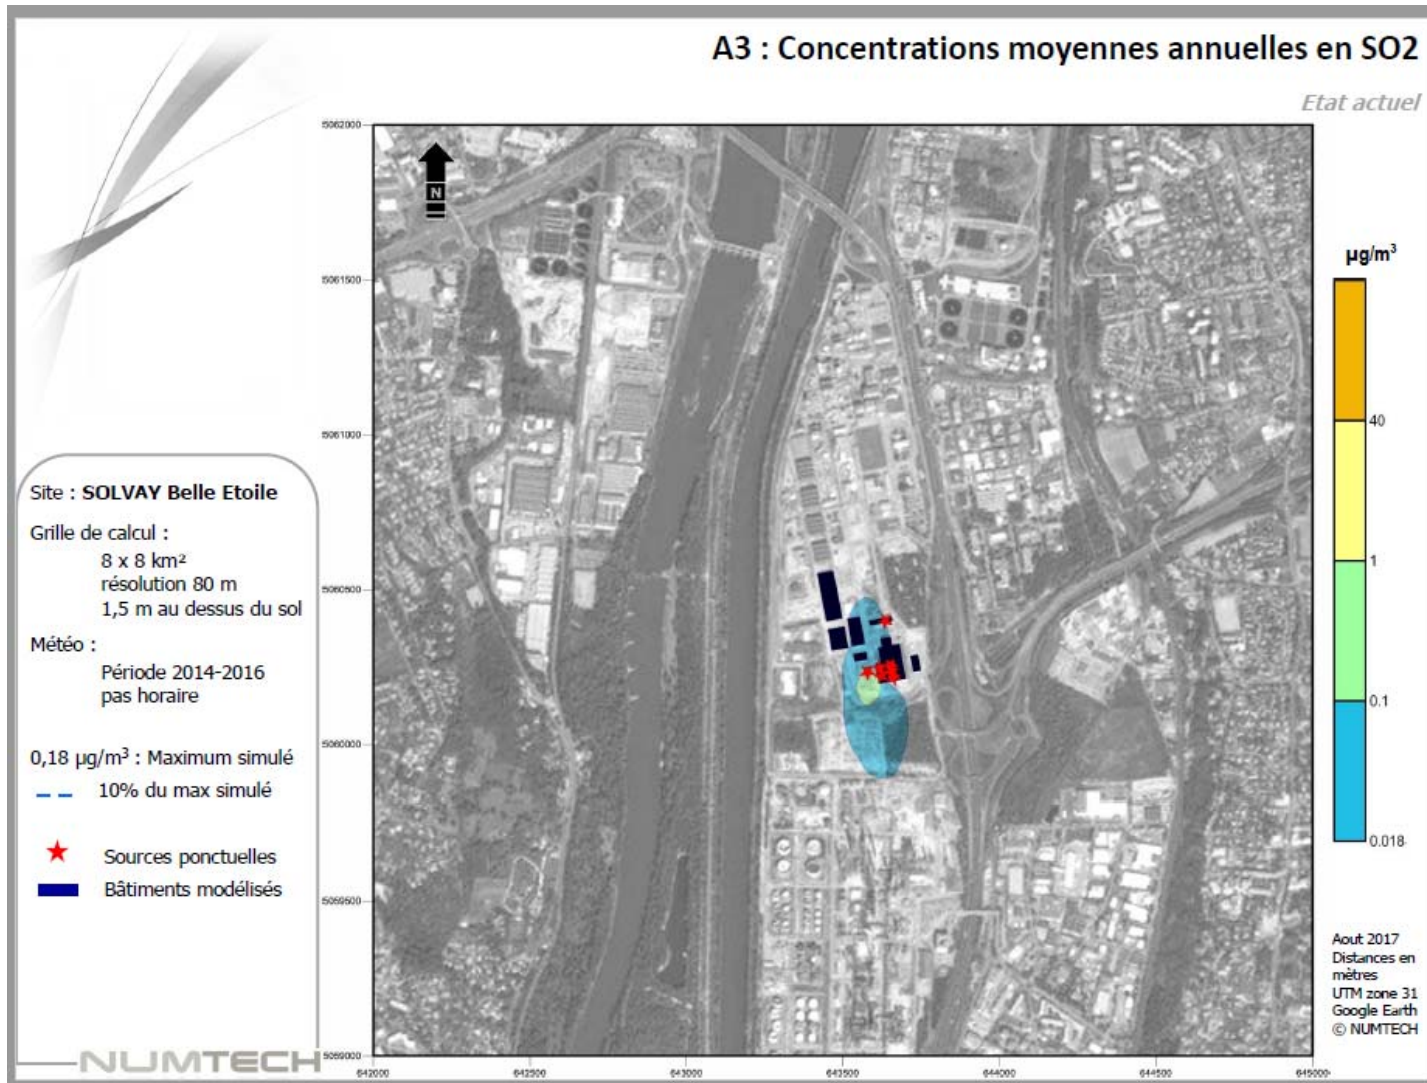 A3 : Concentrations moyennes annuelles en SO2
Etat actuel
Site : SOLVAY Belle Etoile
Grille de calcul :
8 x 8 km²
résolution 80 m
1,5 m au dessus du sol
Météo :
Période 2014-2016
pas horaire
0,18 µg/m³ : Maximum simulé
10% du max simulé
Sources ponctuelles
Bâtiments modélisés
NUMTECH
5062000
5061500
5061000
5060500
5060000
5059500
5059000
N
642000
642500
643000
643500
644000
644500
645000
µg/m³
40
1
0.1
0.018
Aout 2017
Distances en
mètres
UTM zone 31
Google Earth
© NUMTECH